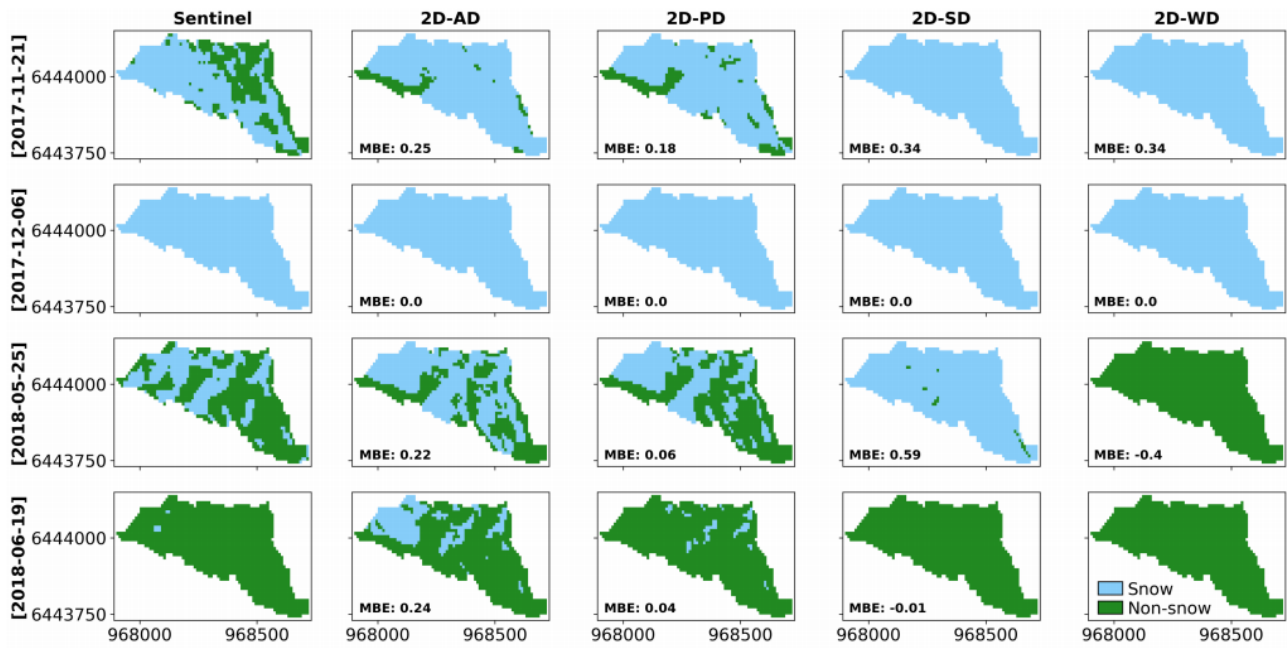 Sentinel 2D-AD 2D-PD 2D-SD 2D-WD
[2017-11-21]
6444000
6443750
MBE: 0.25 MBE: 0.18 MBE: 0.34 MBE: 0.34
[2017-12-06]
6444000
6443750
MBE: 0.0 MBE: 0.0 MBE: 0.0 MBE: 0.0
[2018-05-25]
6444000
6443750
MBE: 0.22 MBE: 0.06 MBE: 0.59 MBE: -0.4
[2018-06-19]
6444000
6443750
MBE: 0.24 MBE: 0.04 MBE: -0.01
Snow
Non-snow
968000 968500 968000 968500 968000 968500 968000 968500 968000 968500